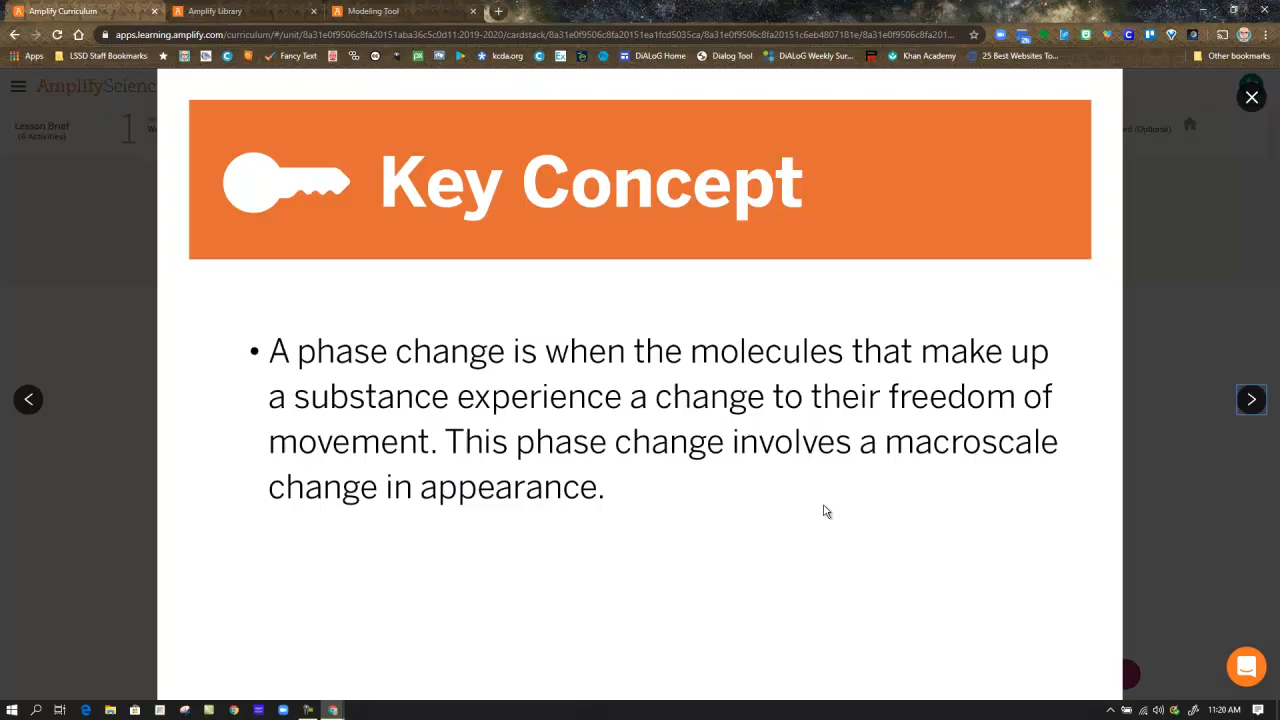 Amplify Curriculum
Amplify Library
Modeling Tool
apps.learning.amplify.com/curriculum/#/unit/8a31e0f9506c8fa20151aba36c5c0d11:2019-2020/cardstack/8a31e0f9506c8fa20151ea1fcd5035ca/8a31e0f9506c8fa20151c6eb4807181e/8a31e0f9506c8fa201...
Apps LSSD Staff Bookmarks Fancy Text kcda.org DiALoG Home Dialog Tool DiALoG Weekly Sur... Khan Academy 25 Best Websites To... Other bookmarks
AmplifyScience
Lesson Brief
(6 Activities)
1
ed (Optional)
Key Concept
• A phase change is when the molecules that make up
a substance experience a change to their freedom of
movement. This phase change involves a macroscale
change in appearance.
11:20 AM